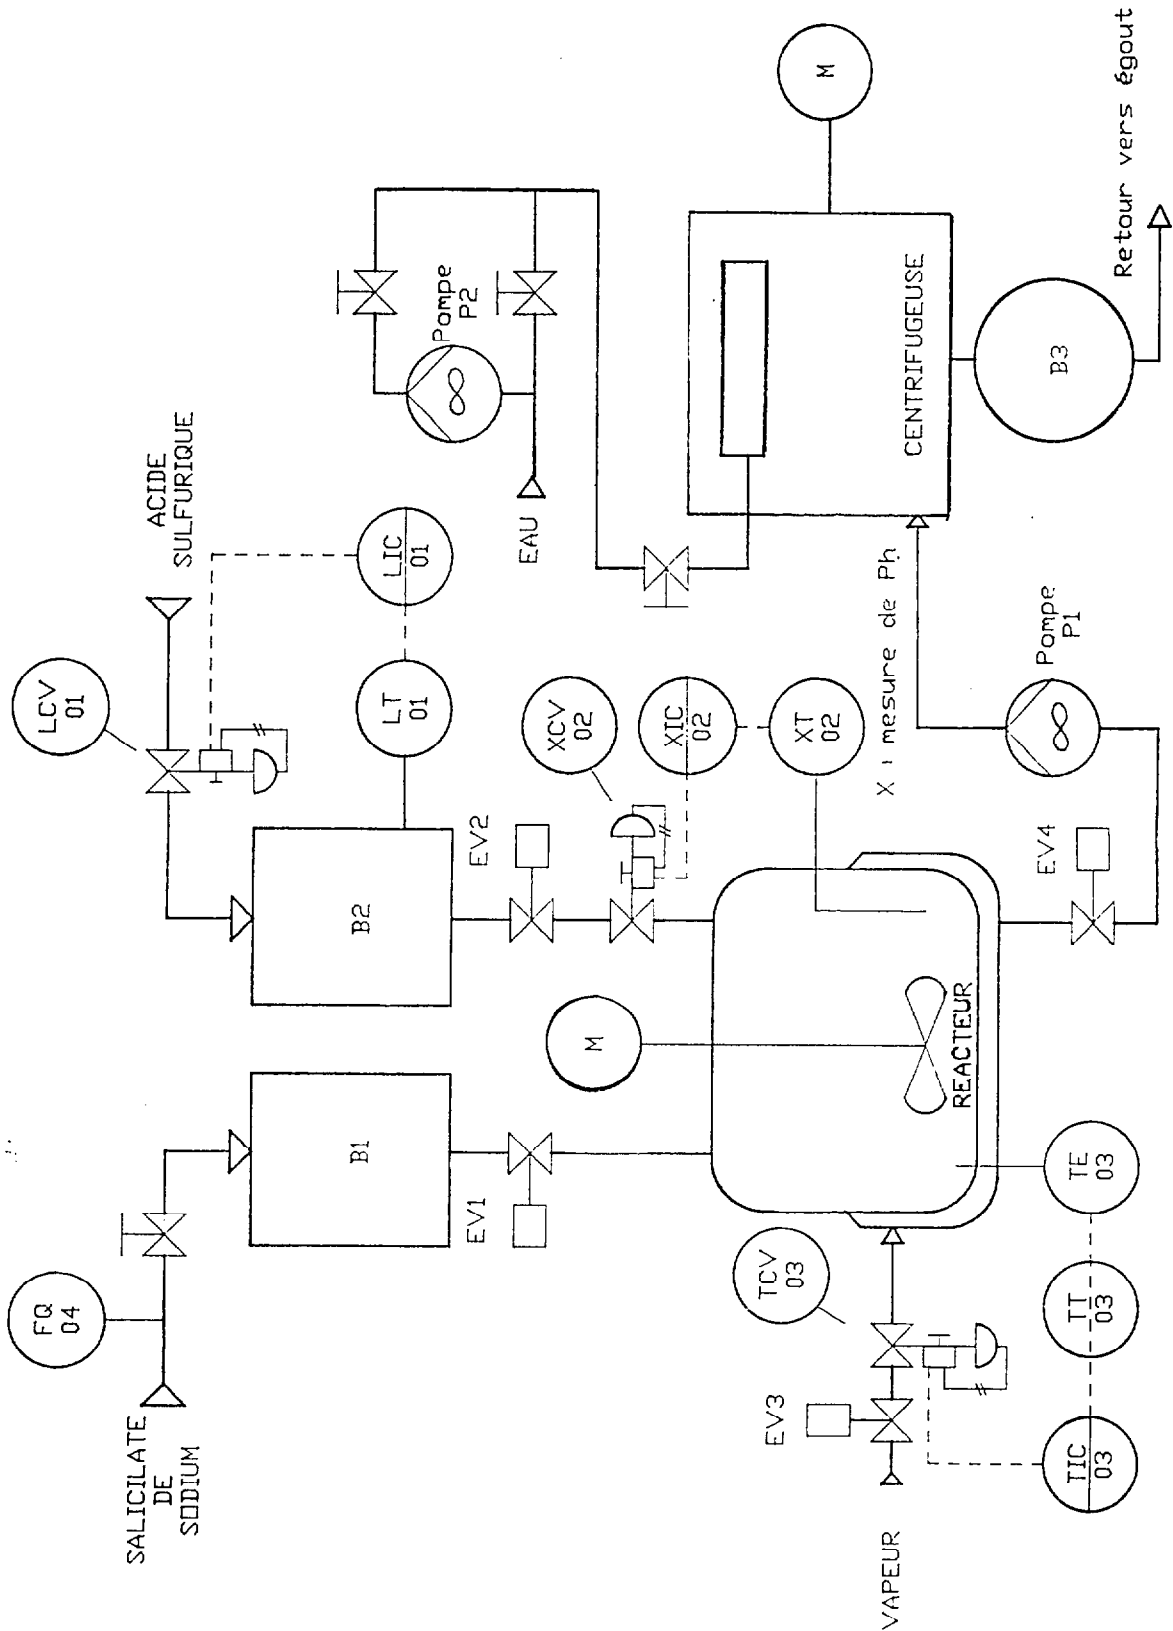 SALICILATE
DE
SODIUM
FQ
04
LCV
01
ACIDE
SULFURIQUE
LIC
01
LT
01
B1
B2
EV1
EV2
M
XCV
02
XIC
02
XT
02
X : mesure de Ph
EAU
Pompe
P2
M
CENTRIFUGEUSE
B3
Retour vers égout
Pompe
P1
EV4
REACTEUR
TCV
03
EV3
VAPEUR
TIC
03
TT
03
TE
03